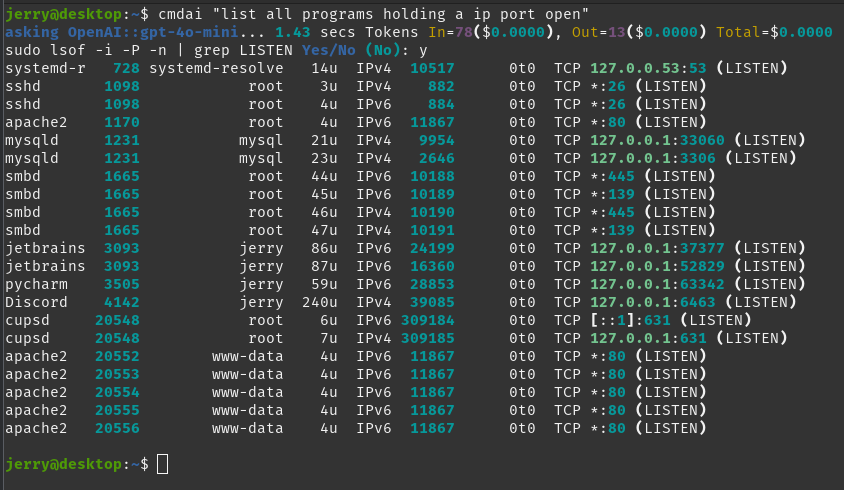 jerry@desktop:~$ cmdai "list all programs holding a ip port open"
asking OpenAI::gpt-4o-mini... 1.43 secs Tokens In=78($0.0000), Out=13($0.0000) Total=$0.0000
sudo lsof -i -P -n | grep LISTEN Yes/No (No): y
systemd-r   728 systemd-resolve   14u  IPv4  10517      0t0  TCP 127.0.0.53:53 (LISTEN)
sshd       1098            root    3u  IPv4    882      0t0  TCP *:26 (LISTEN)
sshd       1098            root    4u  IPv6    884      0t0  TCP *:26 (LISTEN)
apache2    1170            root    4u  IPv6  11867      0t0  TCP *:80 (LISTEN)
mysqld     1231           mysql   21u  IPv4   9954      0t0  TCP 127.0.0.1:33060 (LISTEN)
mysqld     1231           mysql   23u  IPv4   2646      0t0  TCP 127.0.0.1:3306 (LISTEN)
smbd       1665            root   44u  IPv6  10188      0t0  TCP *:445 (LISTEN)
smbd       1665            root   45u  IPv6  10189      0t0  TCP *:139 (LISTEN)
smbd       1665            root   46u  IPv4  10190      0t0  TCP *:445 (LISTEN)
smbd       1665            root   47u  IPv4  10191      0t0  TCP *:139 (LISTEN)
jetbrains  3093           jerry   86u  IPv6  24199      0t0  TCP 127.0.0.1:37377 (LISTEN)
jetbrains  3093           jerry   87u  IPv6  16360      0t0  TCP 127.0.0.1:52829 (LISTEN)
pycharm    3505           jerry   59u  IPv6  28853      0t0  TCP 127.0.0.1:63342 (LISTEN)
Discord    4142           jerry  240u  IPv4  39085      0t0  TCP 127.0.0.1:6463 (LISTEN)
cupsd     20548            root    6u  IPv6 309184      0t0  TCP [::1]:631 (LISTEN)
cupsd     20548            root    7u  IPv4 309185      0t0  TCP 127.0.0.1:631 (LISTEN)
apache2   20552        www-data    4u  IPv6  11867      0t0  TCP *:80 (LISTEN)
apache2   20553        www-data    4u  IPv6  11867      0t0  TCP *:80 (LISTEN)
apache2   20554        www-data    4u  IPv6  11867      0t0  TCP *:80 (LISTEN)
apache2   20555        www-data    4u  IPv6  11867      0t0  TCP *:80 (LISTEN)
apache2   20556        www-data    4u  IPv6  11867      0t0  TCP *:80 (LISTEN)
jerry@desktop:~$